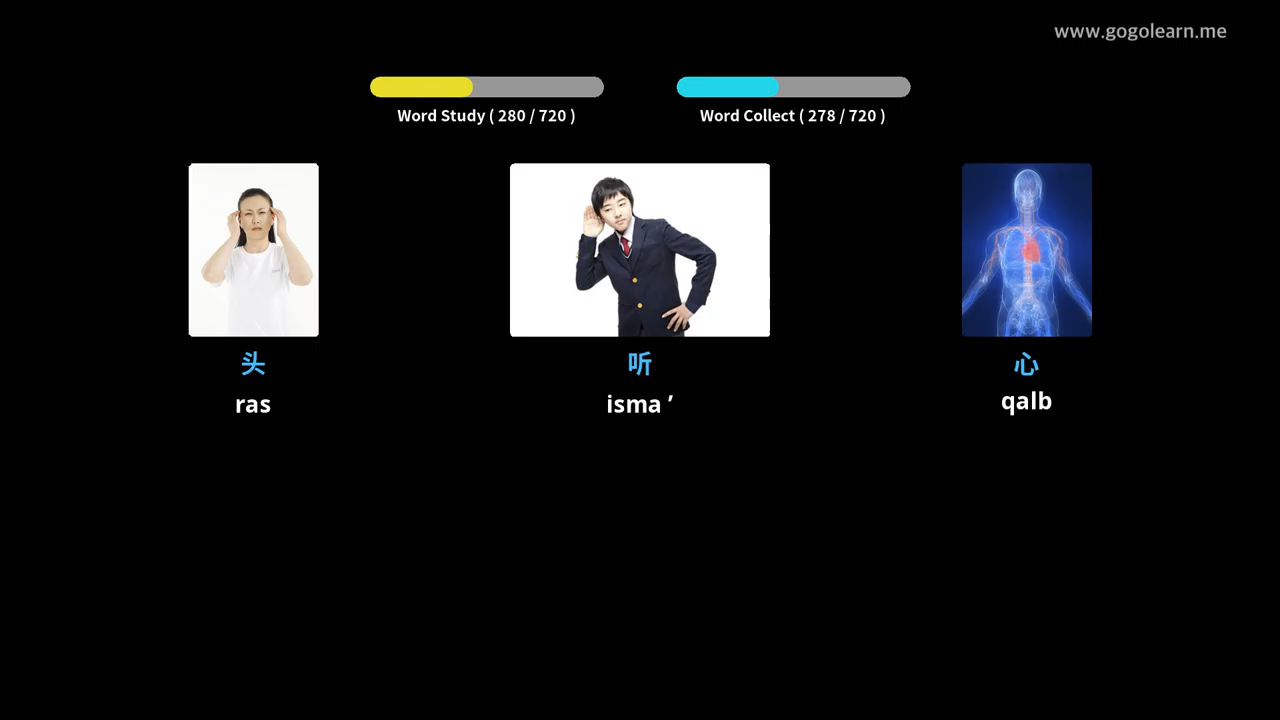 www.gogolearn.me
Word Study ( 280 / 720 )
Word Collect ( 278 / 720 )
头
听
心
ras
isma ’
qalb